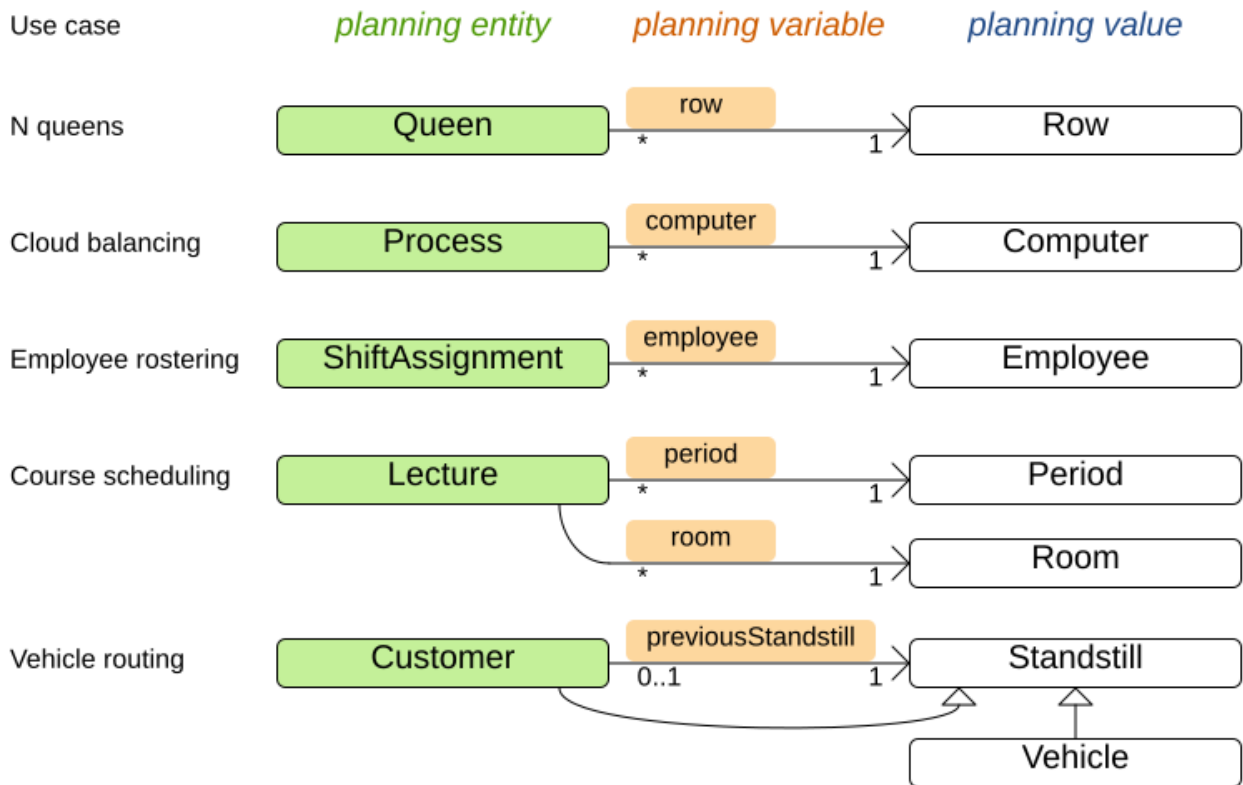 Use case planning entity planning variable planning value
N queens Queen row * 1 Row
Cloud balancing Process computer * 1 Computer
Employee rostering ShiftAssignment employee * 1 Employee
Course scheduling Lecture period * 1 Period
room * 1 Room
Vehicle routing Customer previousStandstill 0..1 1 Standstill
Vehicle